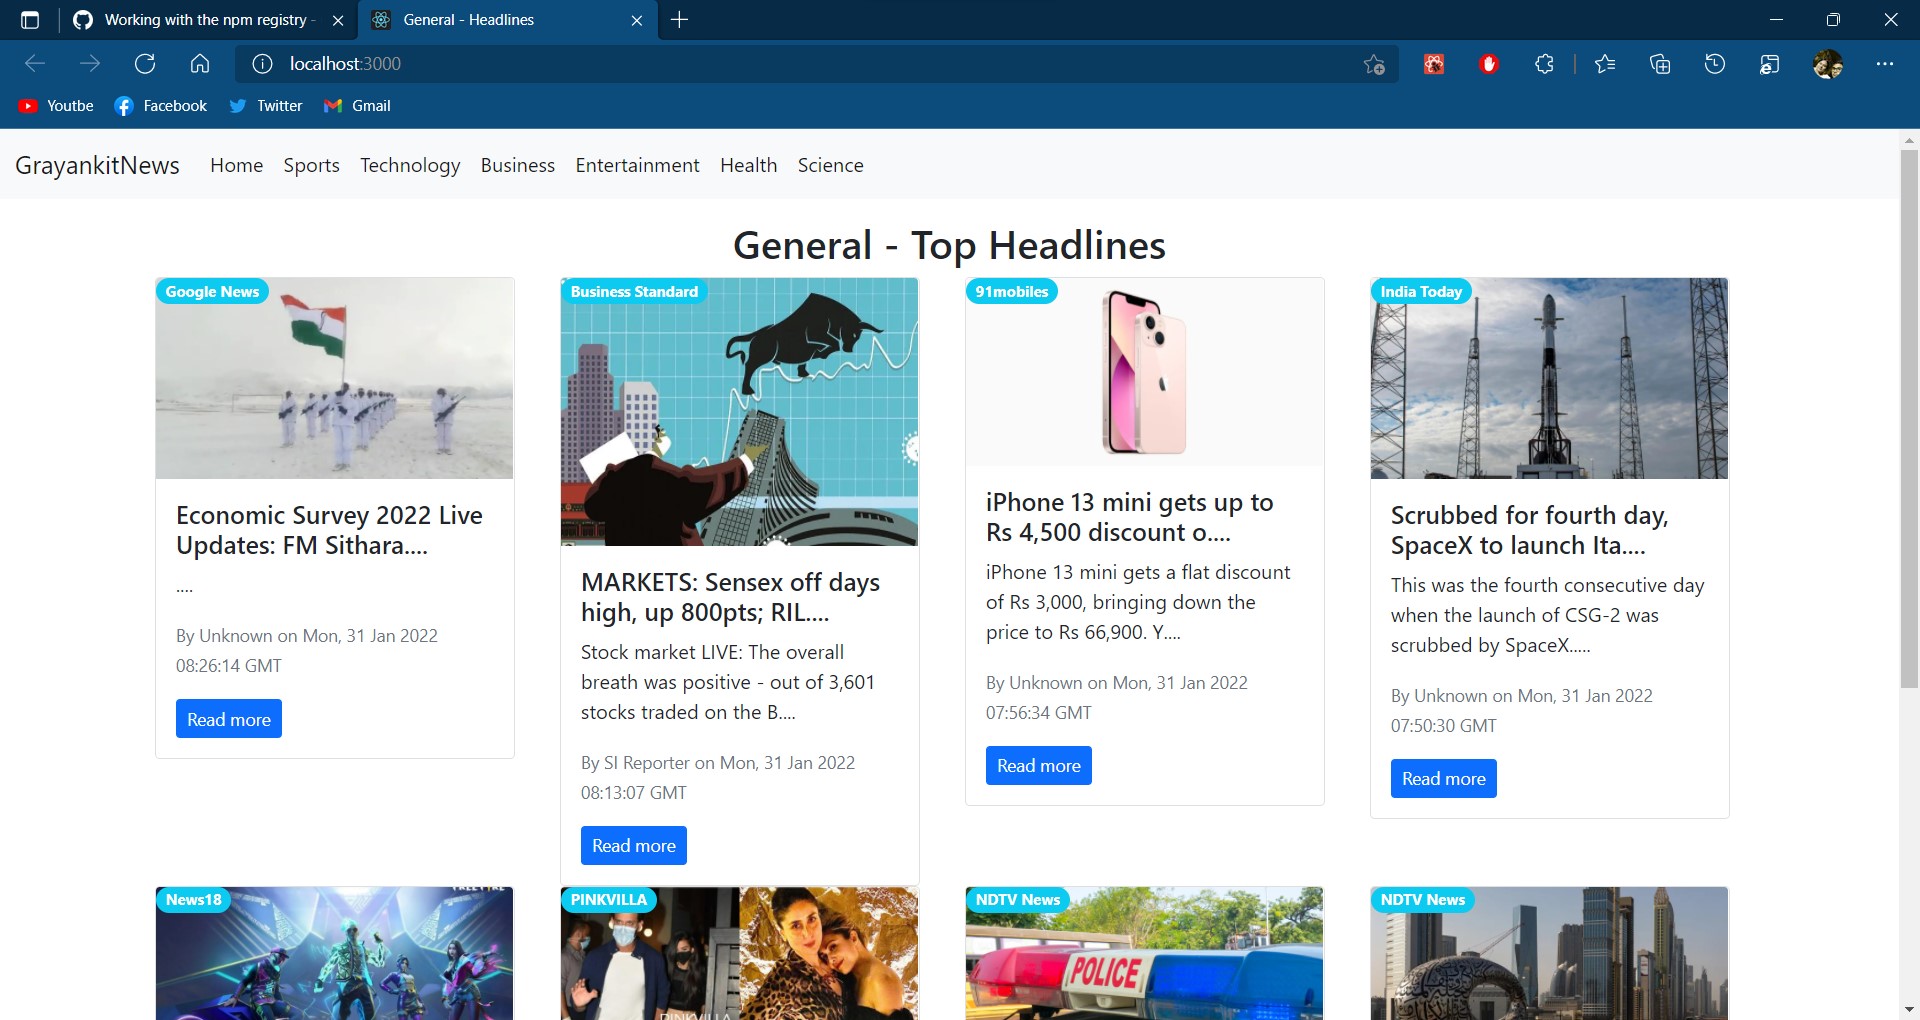 Working with the npm registry -
General - Headlines
localhost:3000
Youtbe
Facebook
Twitter
Gmail
GrayankitNews
Home
Sports
Technology
Business
Entertainment
Health
Science
General - Top Headlines
Google News
Economic Survey 2022 Live
Updates: FM Sithara....
....
By Unknown on Mon, 31 Jan 2022
08:26:14 GMT
Read more
Business Standard
MARKETS: Sensex off days
high, up 800pts; RIL....
Stock market LIVE: The overall
breath was positive - out of 3,601
stocks traded on the B....
By SI Reporter on Mon, 31 Jan 2022
08:13:07 GMT
Read more
91mobiles
iPhone 13 mini gets up to
Rs 4,500 discount o....
iPhone 13 mini gets a flat discount
of Rs 3,000, bringing down the
price to Rs 66,900. Y....
By Unknown on Mon, 31 Jan 2022
07:56:34 GMT
Read more
India Today
Scrubbed for fourth day,
SpaceX to launch Ita....
This was the fourth consecutive day
when the launch of CSG-2 was
scrubbed by SpaceX.....
By Unknown on Mon, 31 Jan 2022
07:50:30 GMT
Read more
News18
PINKVILLA
PINKVILLA
NDTV News
POLICE
NDTV News